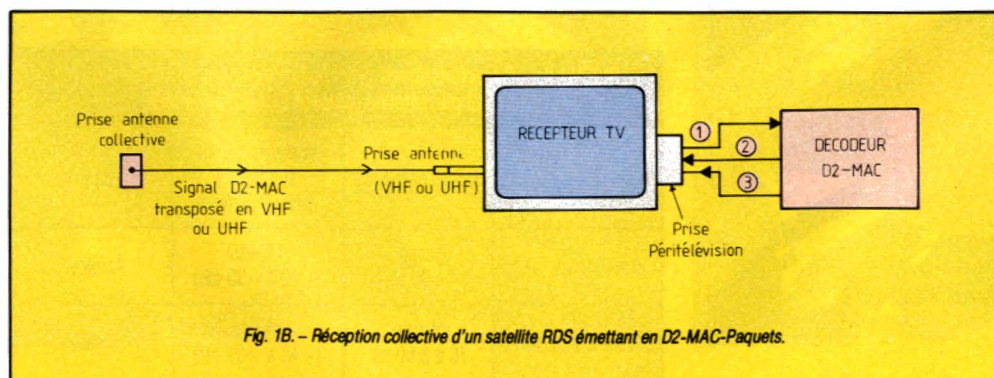 Prise antenne
collective
Signal D2-MAC
transposé en VHF
ou UHF
Prise antenne
(VHF ou UHF)
RECEPTEUR TV
1
2
3
Prise
Péritélévision
DECODEUR
D2-MAC
Fig. 1B. – Réception collective d'un satellite RDS émettant en D2-MAC-Paquets.